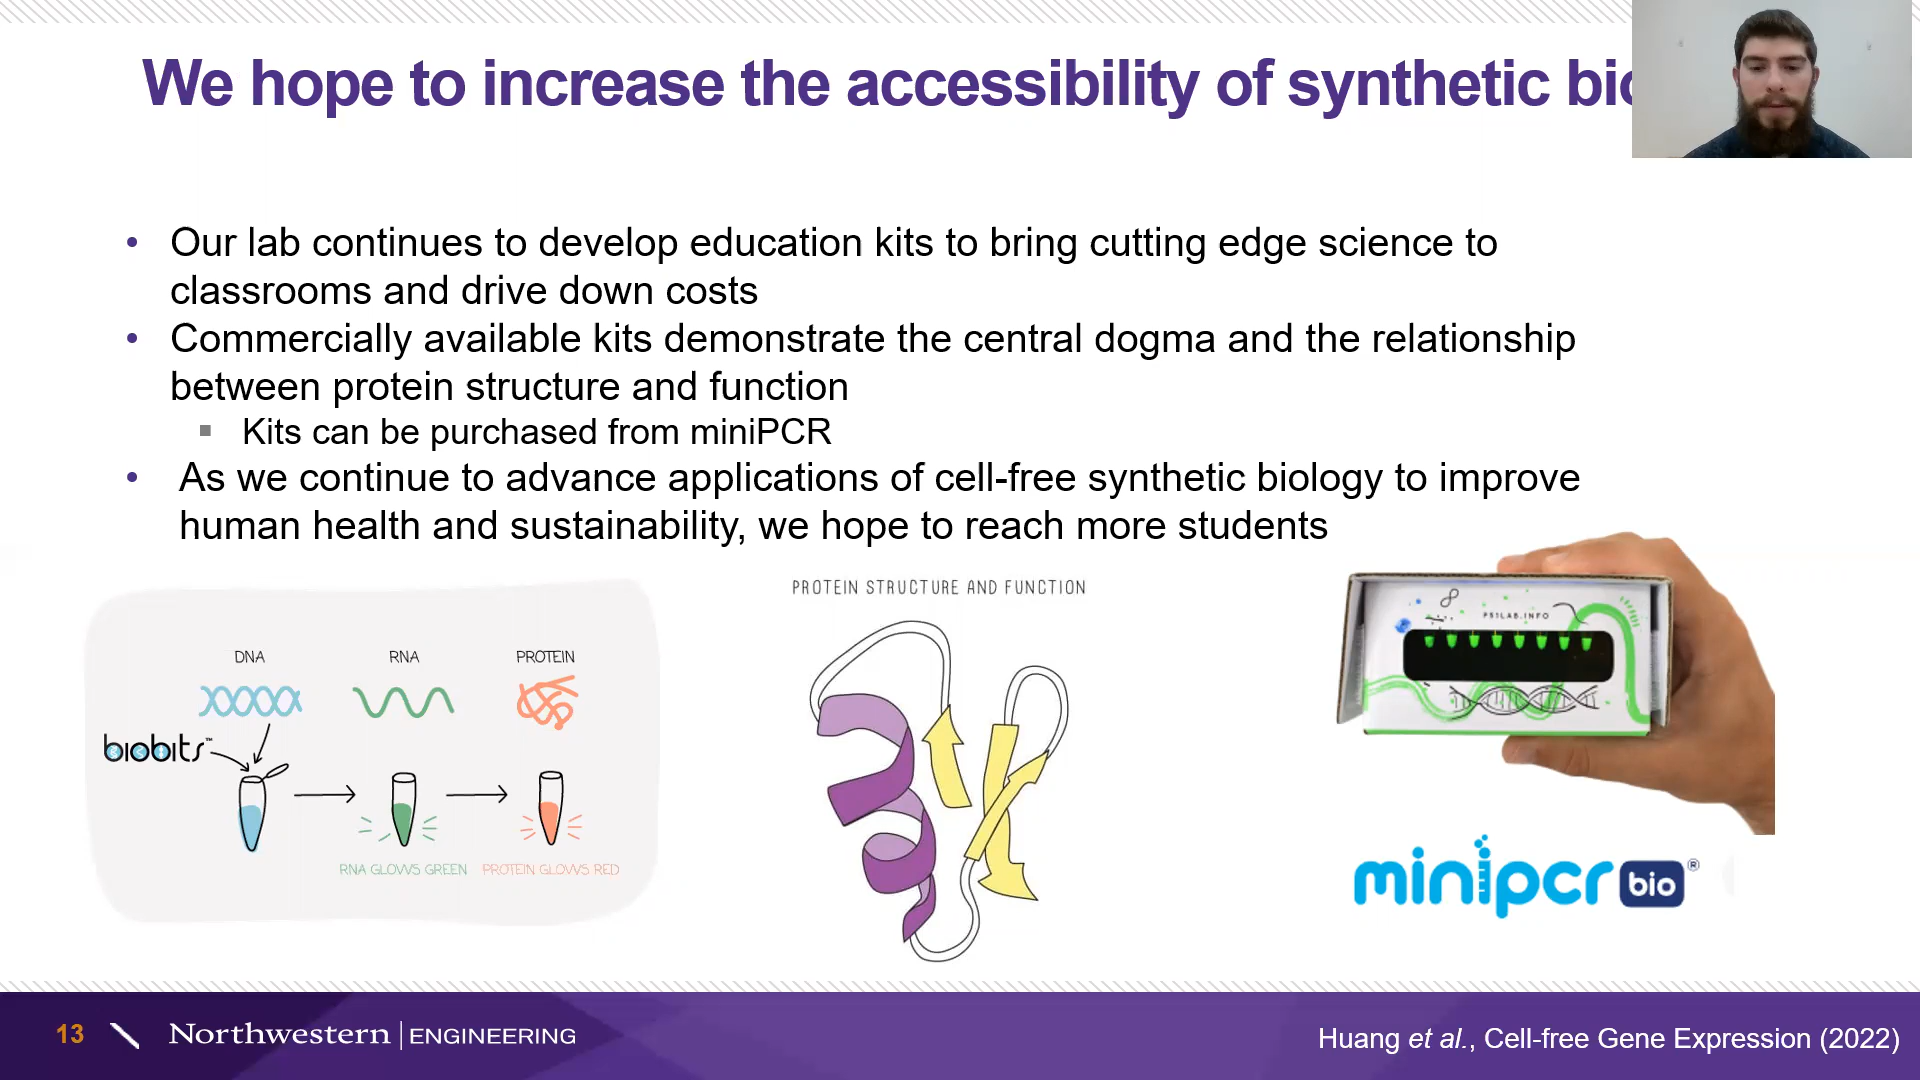 We hope to increase the accessibility of synthetic bio
• Our lab continues to develop education kits to bring cutting edge science to
classrooms and drive down costs
• Commercially available kits demonstrate the central dogma and the relationship
between protein structure and function
▪ Kits can be purchased from miniPCR
• As we continue to advance applications of cell-free synthetic biology to improve
human health and sustainability, we hope to reach more students
DNA RNA PROTEIN
biobits™
RNA GLOWS GREEN PROTEIN GLOWS RED
PROTEIN STRUCTURE AND FUNCTION
P51LAB.INFO
minipcr bio®
13 Northwestern | ENGINEERING
Huang et al., Cell-free Gene Expression (2022)